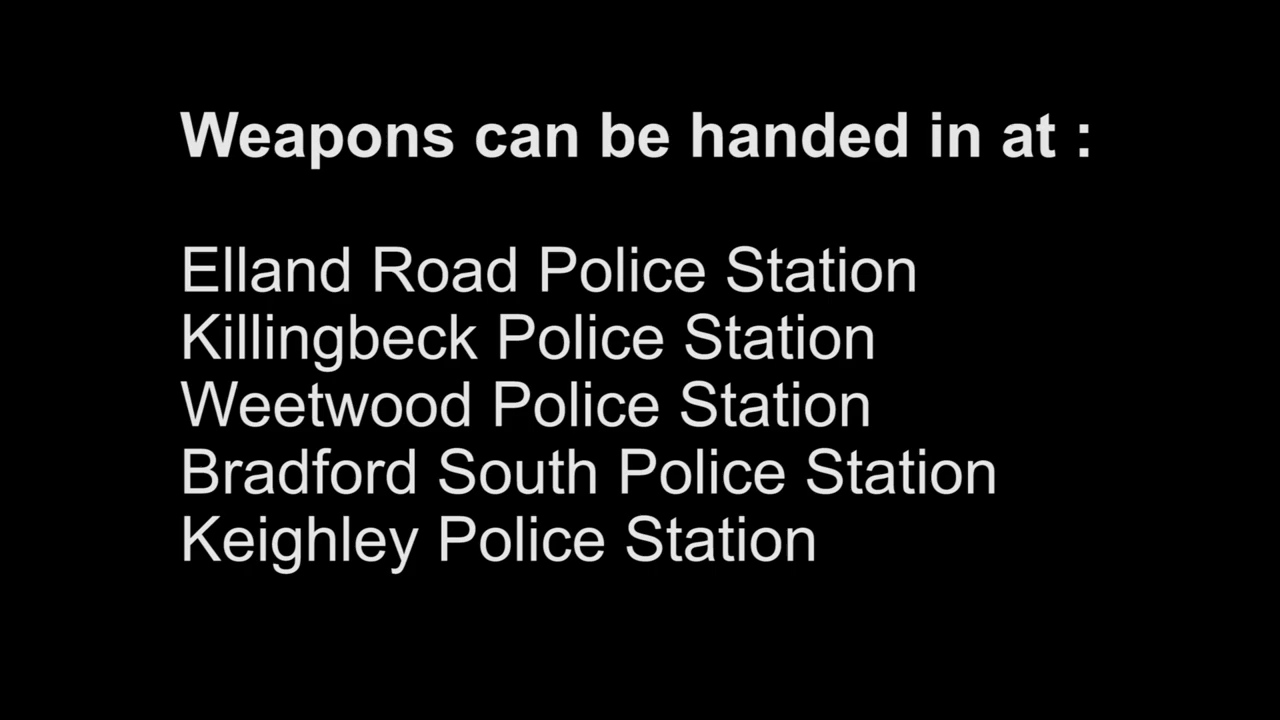 Weapons can be handed in at :
Elland Road Police Station
Killingbeck Police Station
Weetwood Police Station
Bradford South Police Station
Keighley Police Station